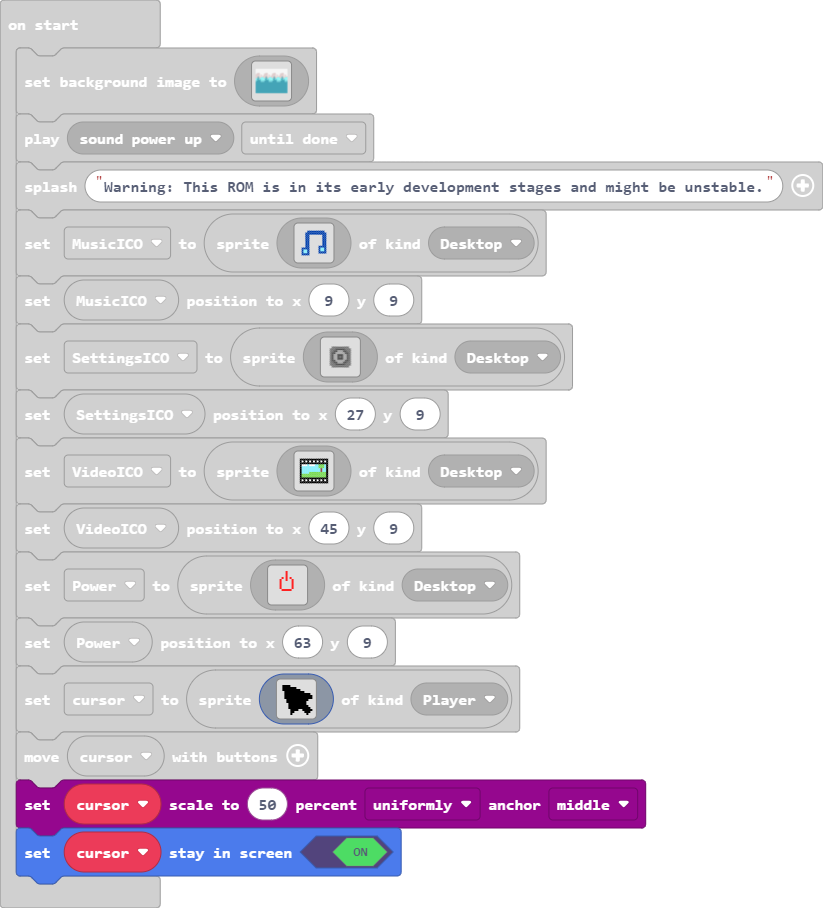 on start
set background image to
play sound power up until done
splash "Warning: This ROM is in its early development stages and might be unstable."
set MusicICO to sprite of kind Desktop
set MusicICO position to x 9 y 9
set SettingsICO to sprite of kind Desktop
set SettingsICO position to x 27 y 9
set VideoICO to sprite of kind Desktop
set VideoICO position to x 45 y 9
set Power to sprite of kind Desktop
set Power position to x 63 y 9
set cursor to sprite of kind Player
move cursor with buttons
set cursor scale to 50 percent uniformly anchor middle
set cursor stay in screen ON